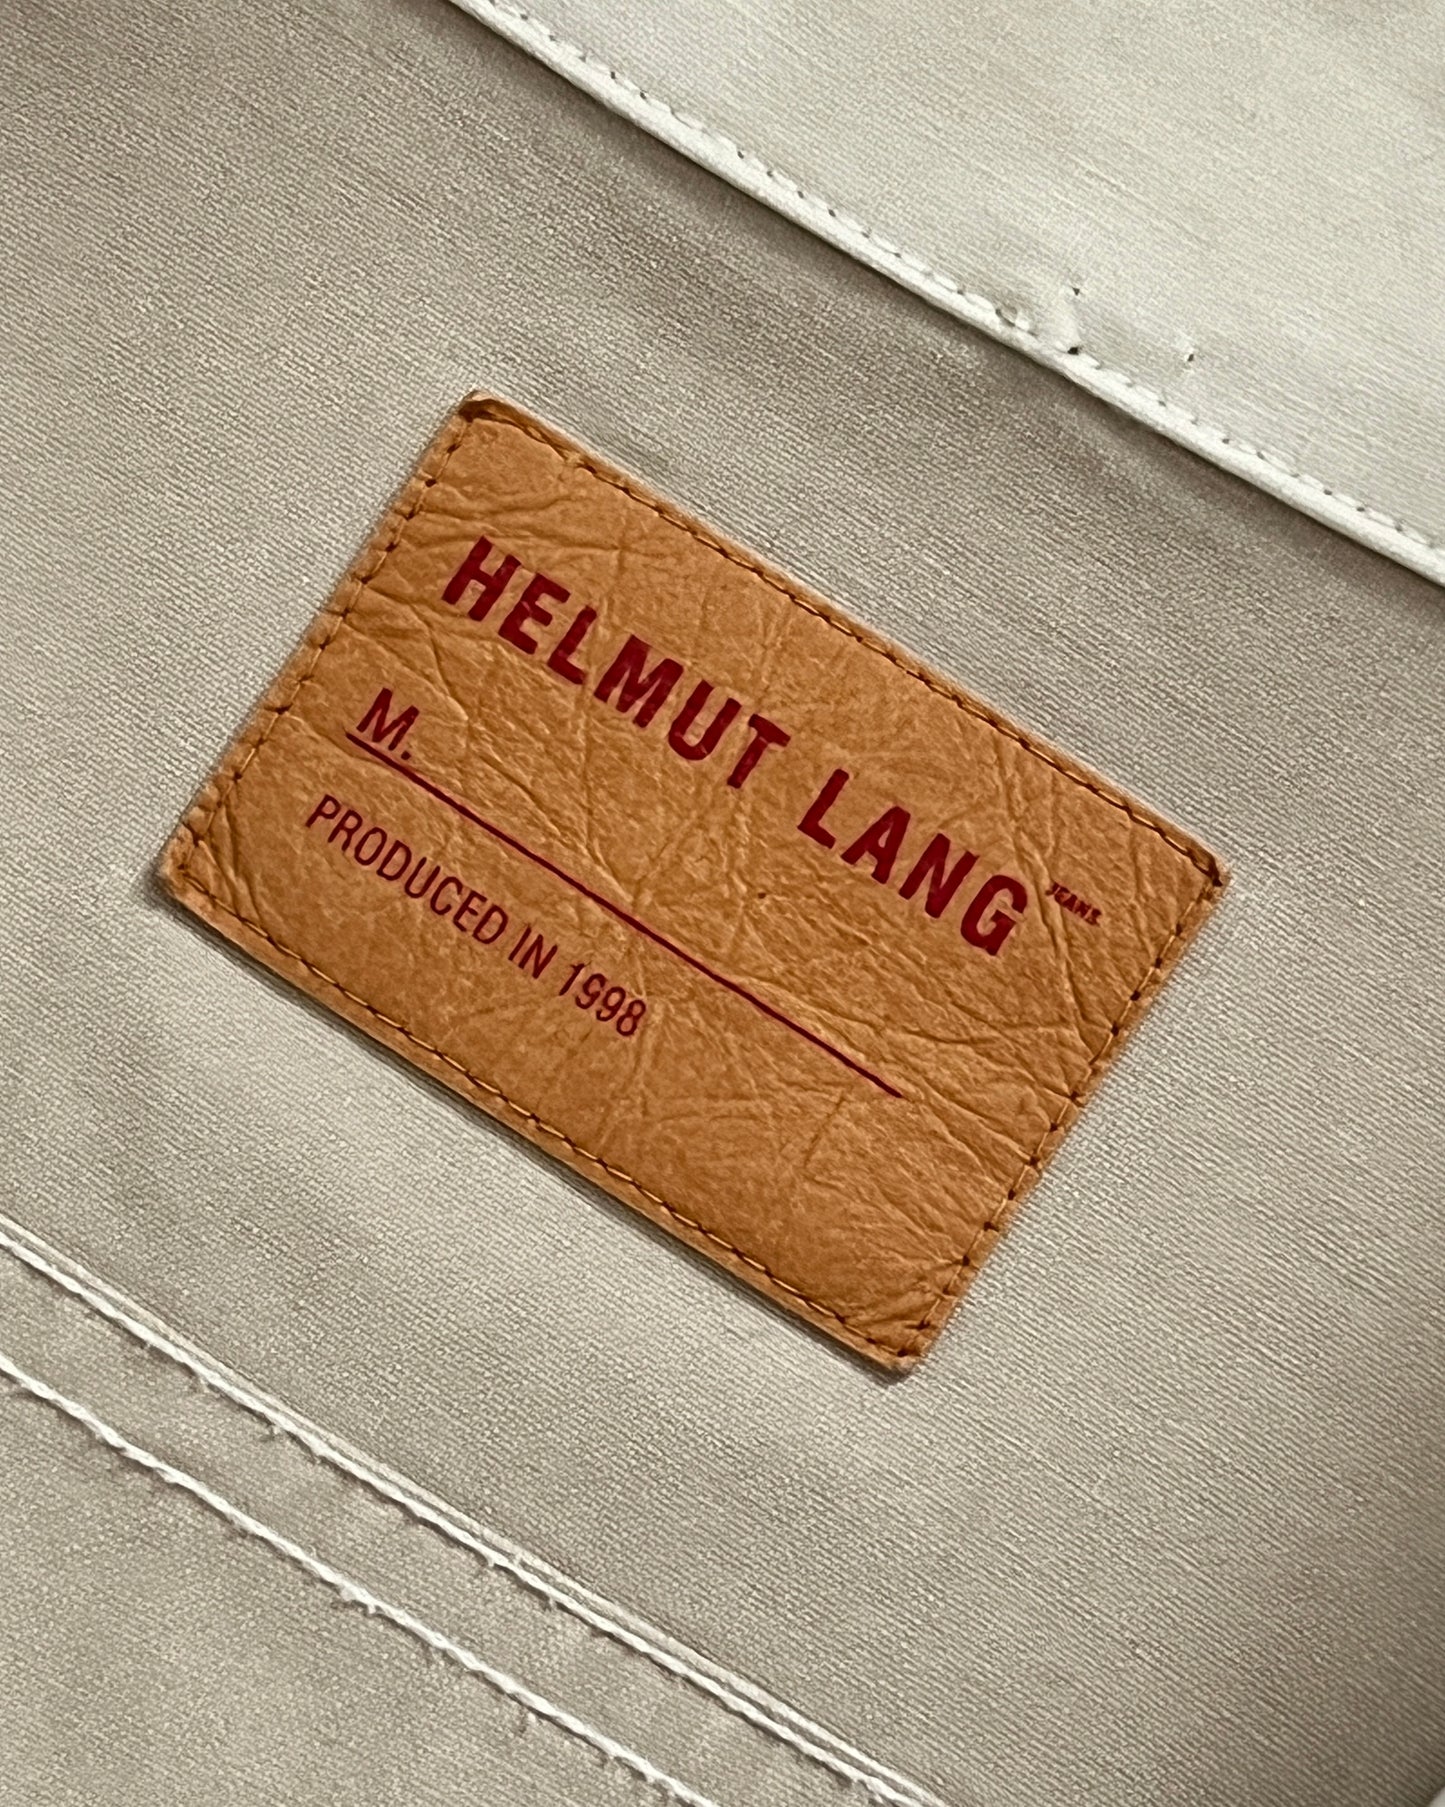 HELMUT LANG JEANS
M.
PRODUCED IN 1998